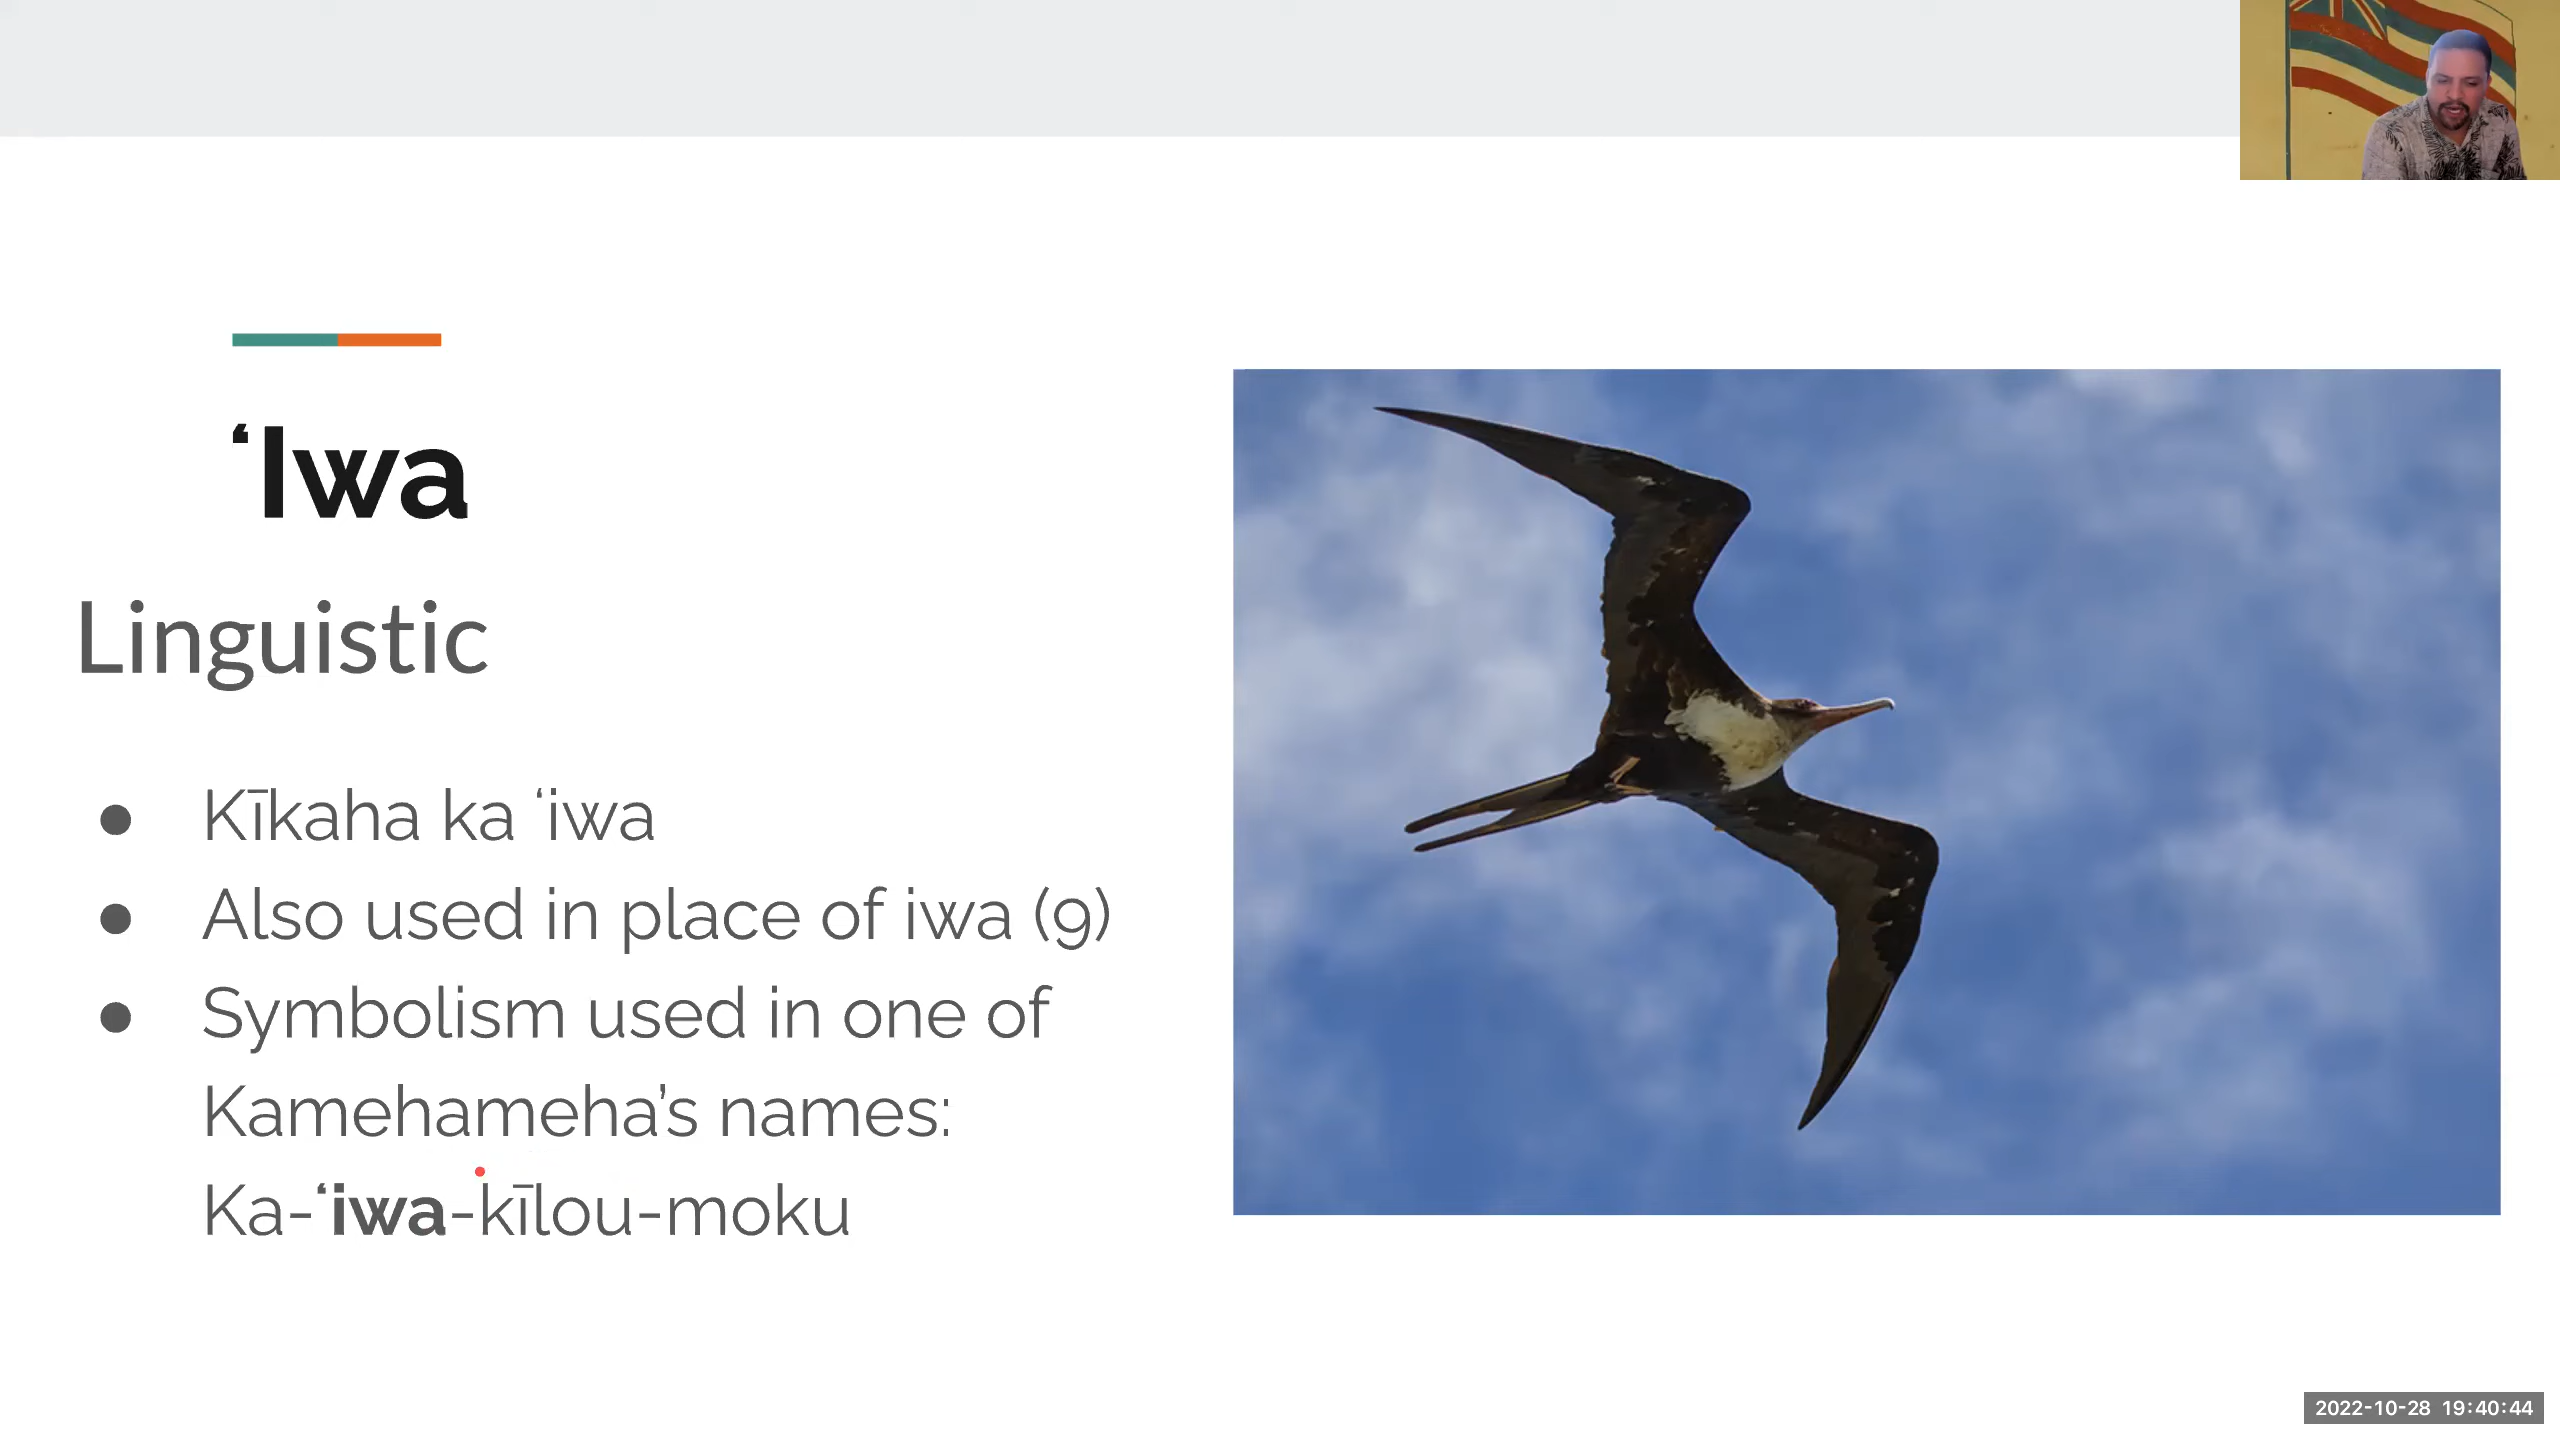 ʻIwa
Linguistic
● Kīkaha ka ʻiwa
● Also used in place of iwa (9)
● Symbolism used in one of
Kamehameha’s names:
Ka-ʻiwa-kīlou-moku
2022-10-28 19:40:44